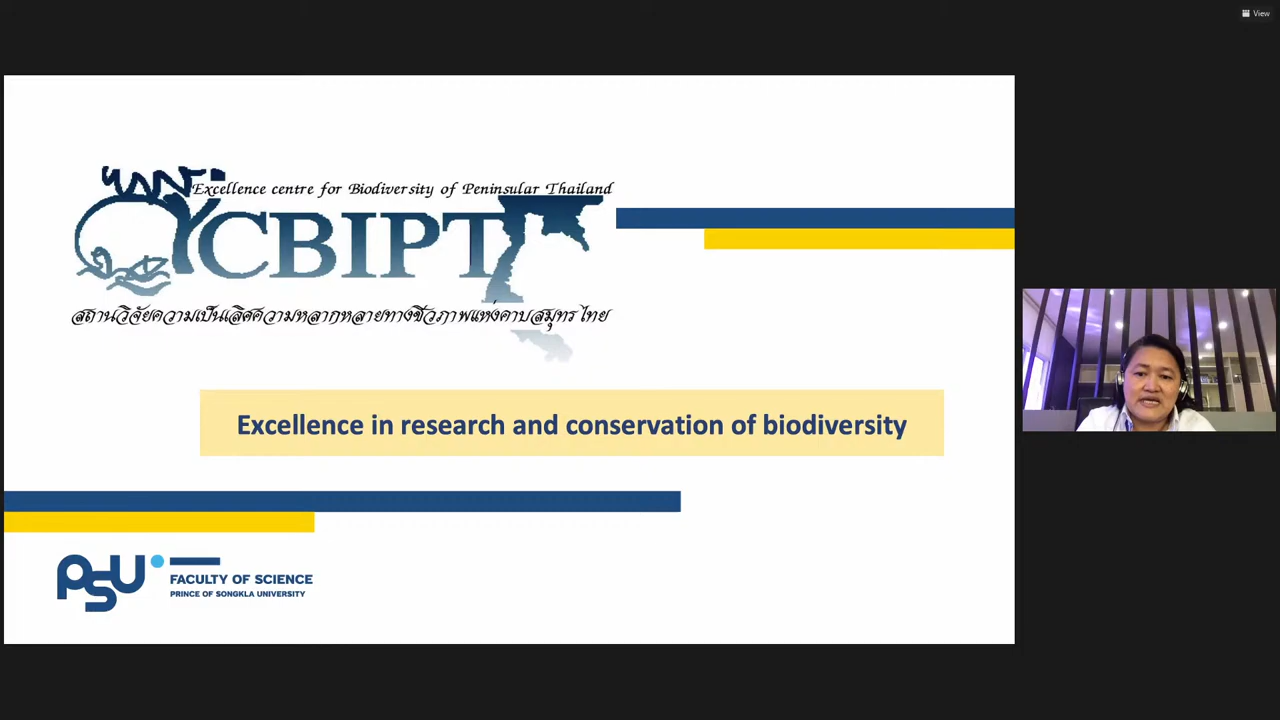 View
Excellence centre for Biodiversity of Peninsular Thailand
CBIPT
สถานวิจัยความเป็นเลิศความหลากหลายทางชีวภาพแห่งคาบสมุทรไทย
Excellence in research and conservation of biodiversity
PSU
FACULTY OF SCIENCE
PRINCE OF SONGKLA UNIVERSITY